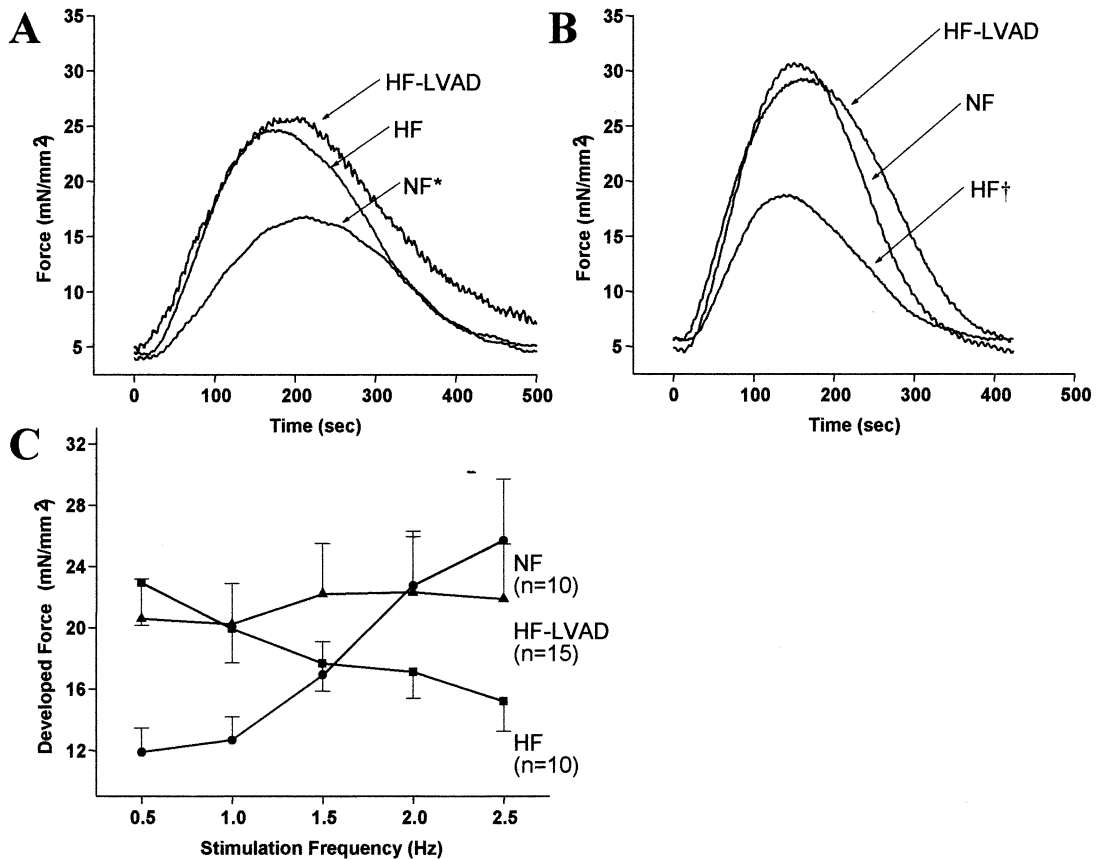 A
35
30
25
20
15
10
5
Force (mN/mm2)
HF-LVAD
HF
NF*
0 100 200 300 400 500
Time (sec)
B
35
30
25
20
15
10
5
Force (mN/mm2)
HF-LVAD
NF
HF†
0 100 200 300 400 500
Time (sec)
C
32
28
24
20
16
12
Developed Force (mN/mm2)
NF
(n=10)
HF-LVAD
(n=15)
HF
(n=10)
0.5 1.0 1.5 2.0 2.5
Stimulation Frequency (Hz)